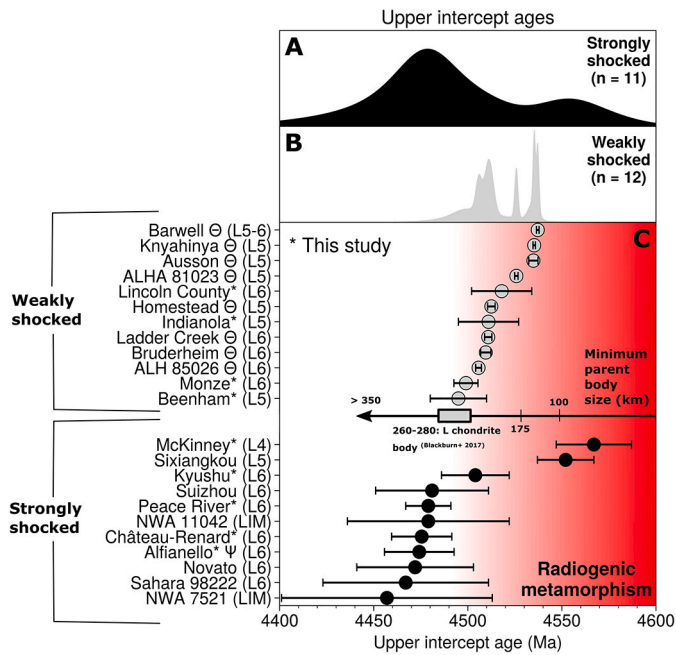 Upper intercept ages
A
Strongly
shocked
(n = 11)
B
Weakly
shocked
(n = 12)
C
* This study
Barwell Θ (L5-6)
Knyahinya Θ (L5)
Ausson Θ (L5)
ALHA 81023 Θ (L5)
Lincoln County* (L6)
Homestead Θ (L5)
Indianola* (L5)
Ladder Creek Θ (L6)
Bruderheim Θ (L6)
ALH 85026 Θ (L6)
Monze* (L6)
Beenham* (L5)
Weakly
shocked
Minimum
parent
body
size (km)
> 350
100
175
260-280: L chondrite
body (Blackburn+ 2017)
McKinney* (L4)
Sixiangkou (L5)
Kyushu* (L6)
Suizhou (L6)
Peace River* (L6)
NWA 11042 (LIM)
Château-Renard* (L6)
Alfianello* Ψ (L6)
Novato (L6)
Sahara 98222 (L6)
NWA 7521 (LIM)
Strongly
shocked
Radiogenic
metamorphism
4400 4450 4500 4550 4600
Upper intercept age (Ma)